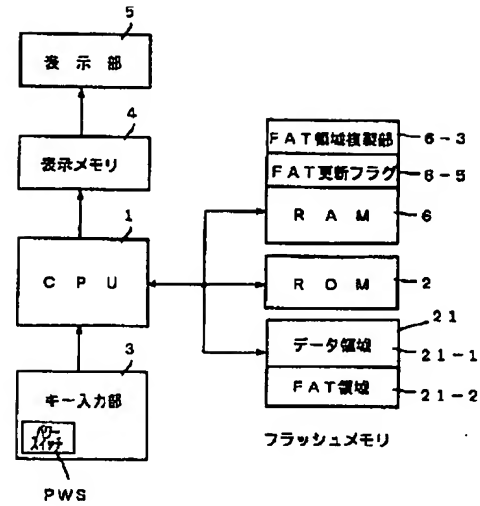 5
表示部
4
表示メモリ
1
CPU
3
キー入力部
パワー
スイッチ
PWS
FAT領域複製部
6-3
FAT更新フラグ
6-5
RAM
6
ROM
2
21
データ領域
21-1
FAT領域
21-2
フラッシュメモリ